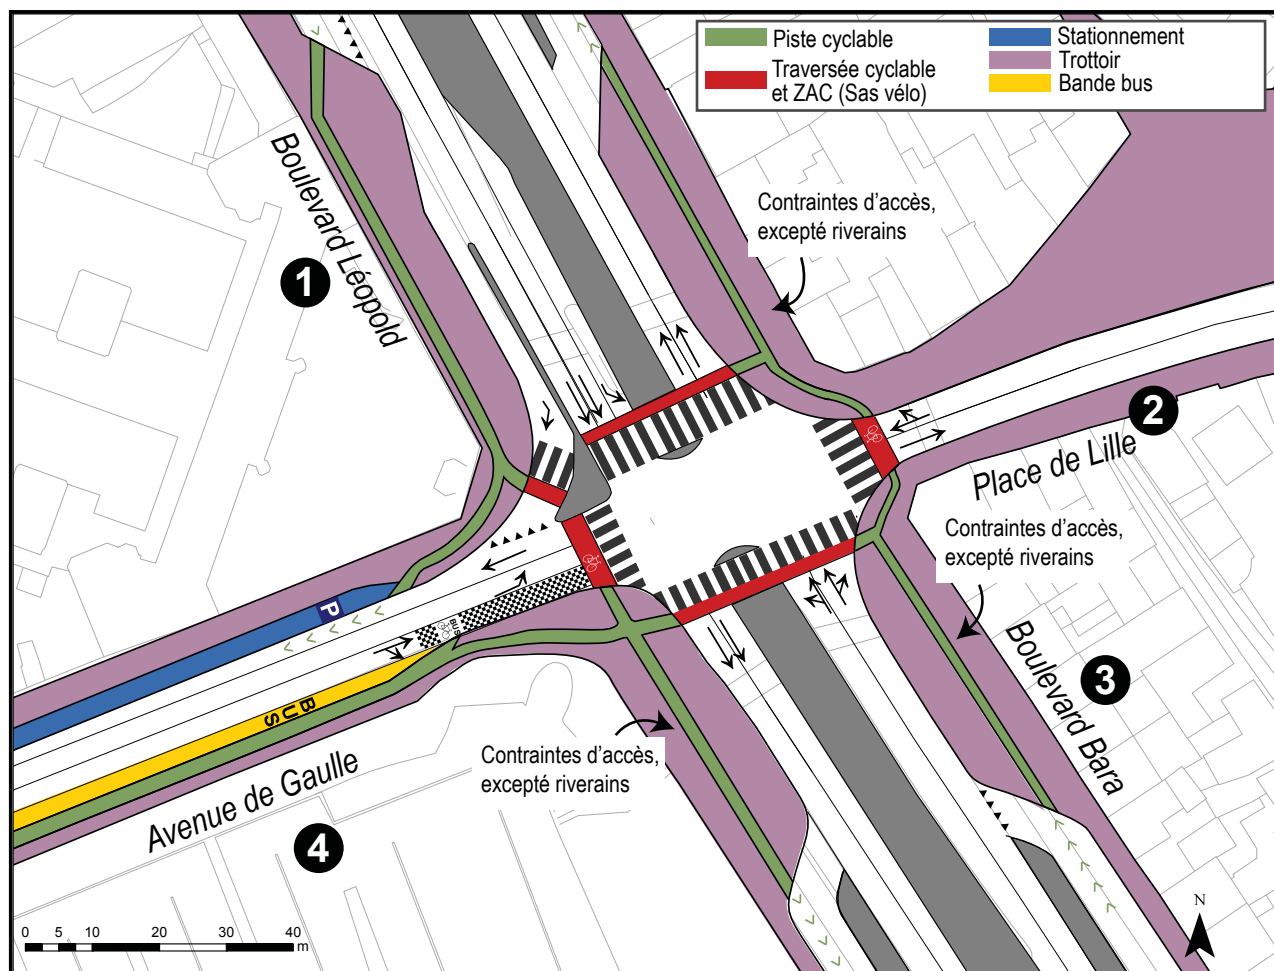 Piste cyclable
Traversée cyclable
et ZAC (Sas vélo)
Stationnement
Trottoir
Bande bus
Boulevard Léopold
1
Contraintes d'accès,
excepté riverains
2
Place de Lille
Contraintes d'accès,
excepté riverains
P
BUS
BUS
Boulevard Bara
3
Contraintes d'accès,
excepté riverains
Avenue de Gaulle
4
N
0 5 10 20 30 40
m